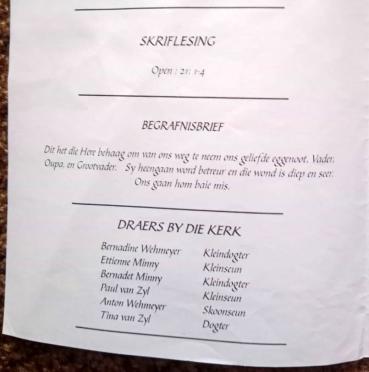 SKRIFLESING
Open : 21: 1-4
BEGRAFNISBRIEF
Dit het die Here behaag om van ons weg te neem ons geliefde eggenoot, Vader,
Oupa, en Grootvader. Sy heengaan word betreur en die wond is diep en seer.
Ons gaan hom baie mis.
DRAERS BY DIE KERK
Bernadine Wehmeyer Kleindogter
Ettienne Minny Kleinseun
Bernadet Minny Kleindogter
Paul van Zyl Kleinseun
Anton Wehmeyer Skoonseun
Tina van Zyl Dogter